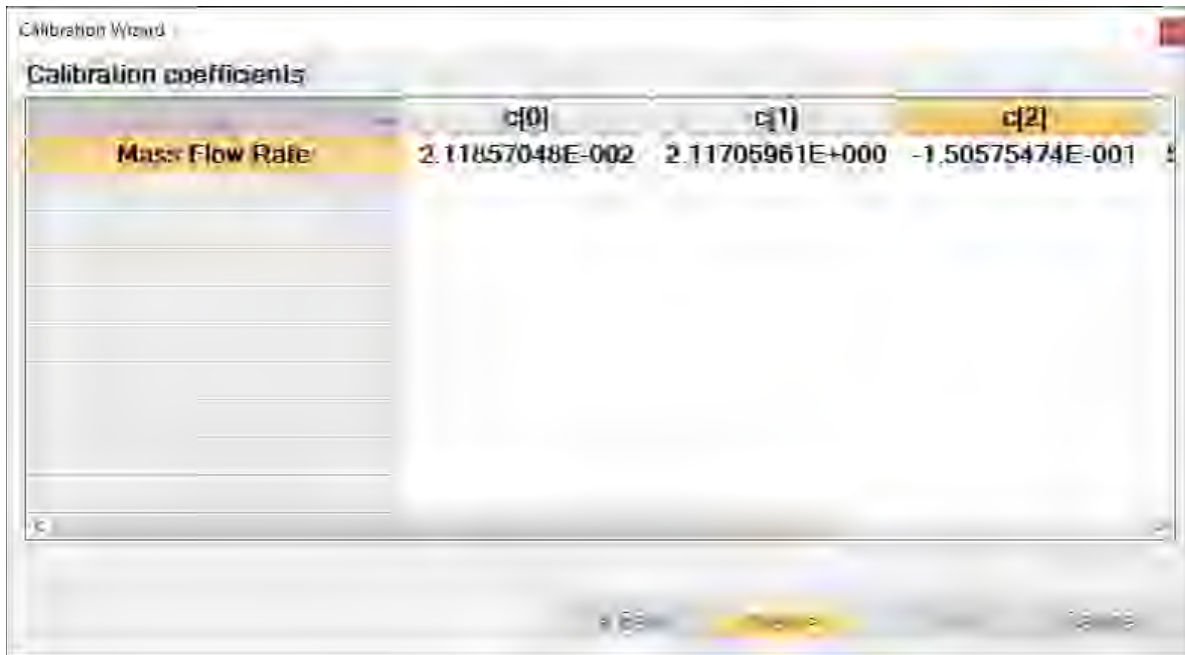 Calibration Wizard
Calibration coefficients
c[0] c[1] c[2]
Mass Flow Rate 2.11857048E-002 2.11705961E+000 -1.50575474E-001